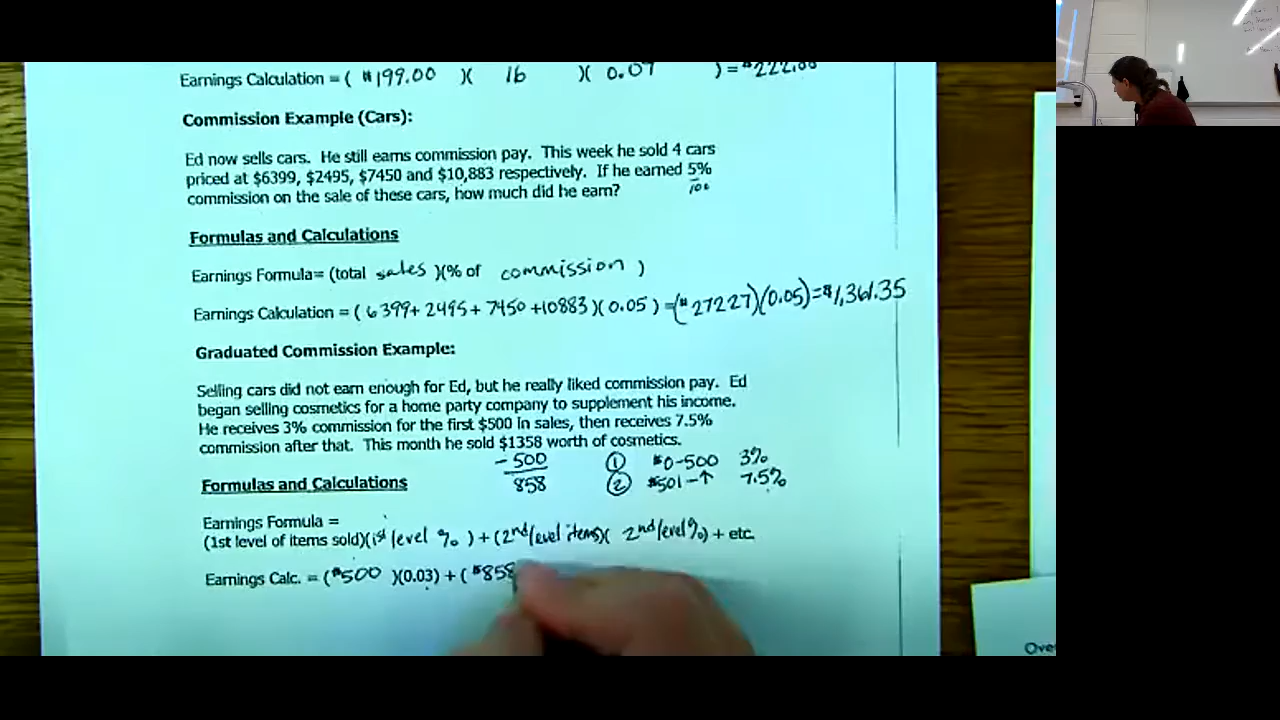 Earnings Calculation = ( $199.00 )( 16 )( 0.07 ) = $222.00
Commission Example (Cars):
Ed now sells cars. He still earns commission pay. This week he sold 4 cars
priced at $6399, $2495, $7450 and $10,883 respectively. If he earned 5%
100
commission on the sale of these cars, how much did he earn?
Formulas and Calculations
Earnings Formula= (total sales )(% of commission )
Earnings Calculation = ( 6399+ 2495 + 7450 +10883 )( 0.05 ) =($27227)(0.05)=$1,361.35
Graduated Commission Example:
Selling cars did not earn enough for Ed, but he really liked commission pay. Ed
began selling cosmetics for a home party company to supplement his income.
He receives 3% commission for the first $500 in sales, then receives 7.5%
commission after that. This month he sold $1358 worth of cosmetics.
- 500 ① $0-500 3%
858 ② $501-↑ 7.5%
Formulas and Calculations
Earnings Formula =
(1st level of items sold)(1st level % ) + (2nd level items)( 2nd level %) + etc.
Earnings Calc. = ( $500 )(0.03) + ( $858
Ove